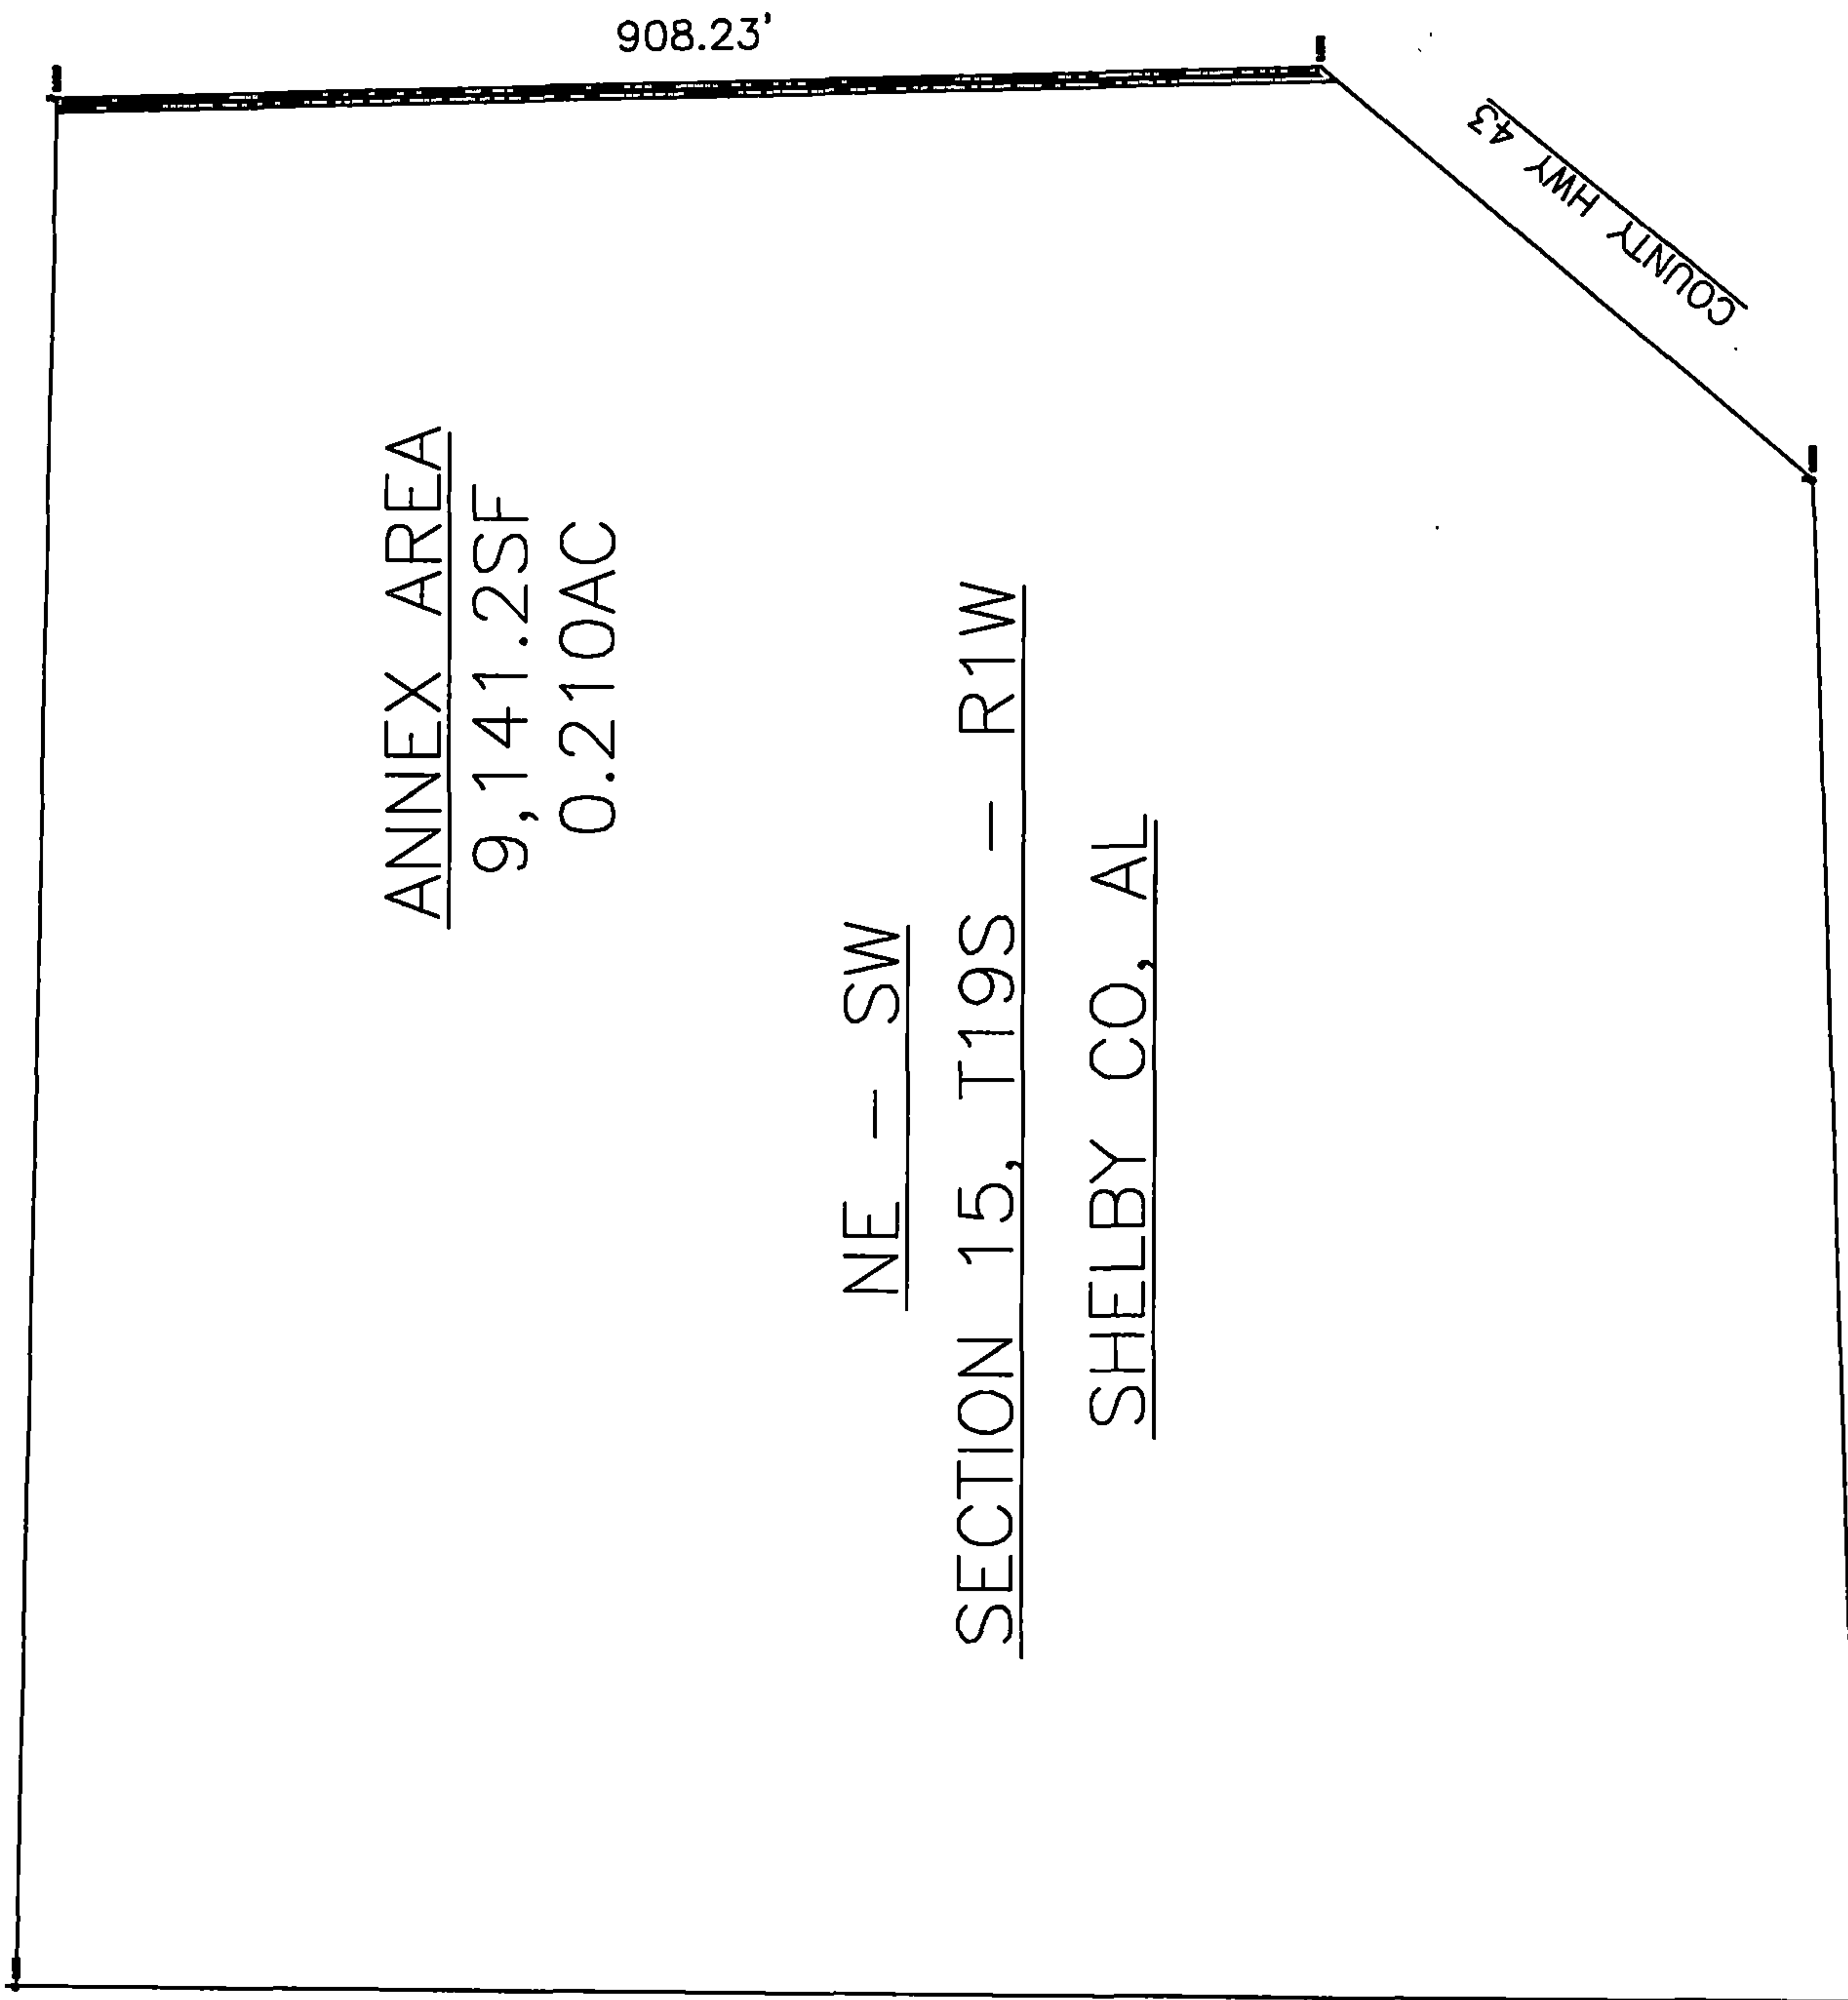 908.23'
COUNTY HWY 43
ANNEX AREA
9,141.2SF
0.210AC
NE - SW
SECTION 15, T19S - R1W
SHELBY CO, AL